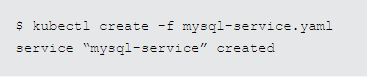 $ kubectl create -f mysql-service.yaml
service “mysql-service” created